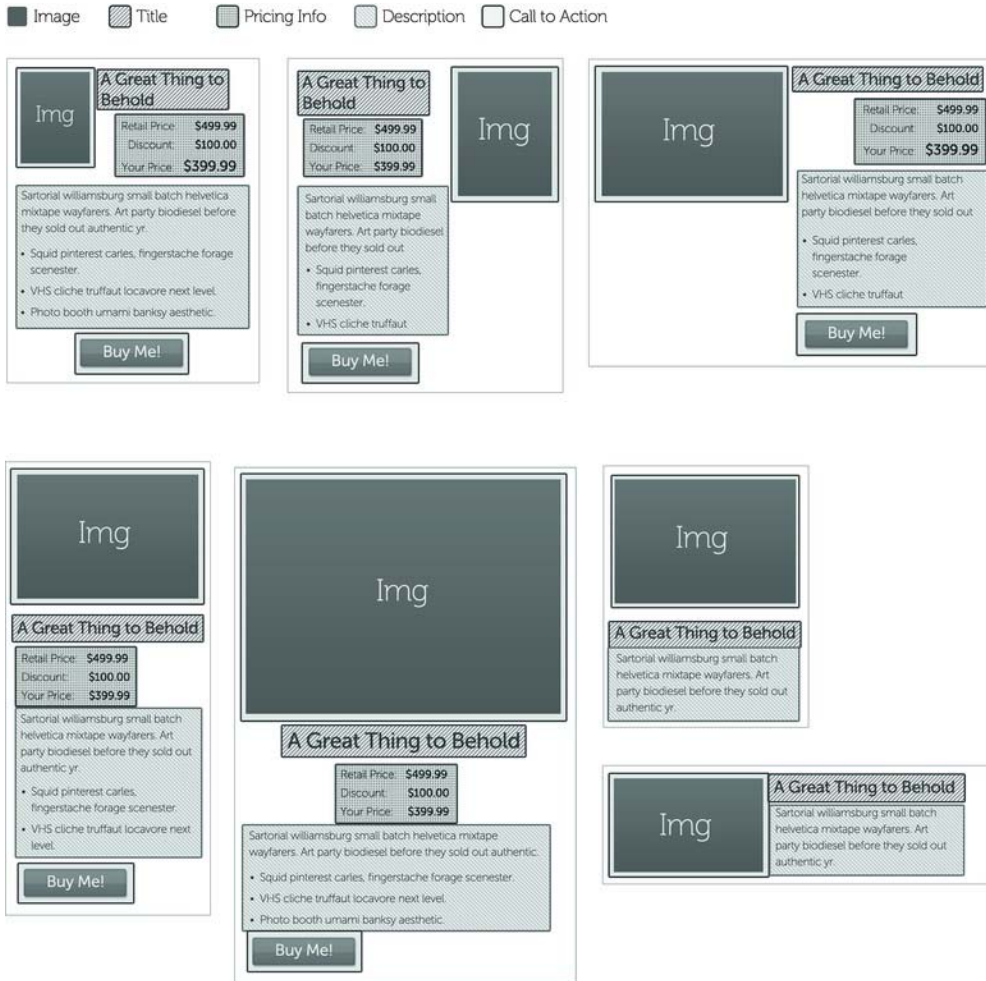 Image
Title
Pricing Info
Description
Call to Action
Img
A Great Thing to
Behold
Retail Price: $499.99
Discount: $100.00
Your Price: $399.99
Sartorial williamsburg small batch helvetica
mixtape wayfarers. Art party biodiesel before
they sold out authentic yr.
• Squid pinterest carles, fingerstache forage
scenester.
• VHS cliche truffaut locavore next level.
• Photo booth umami banksy aesthetic.
Buy Me!
A Great Thing to
Behold
Retail Price: $499.99
Discount: $100.00
Your Price: $399.99
Img
Sartorial williamsburg small
batch helvetica mixtape
wayfarers. Art party biodiesel
before they sold out
• Squid pinterest carles,
fingerstache forage
scenester.
• VHS cliche truffaut
Buy Me!
Img
A Great Thing to Behold
Retail Price: $499.99
Discount: $100.00
Your Price: $399.99
Sartorial williamsburg small batch
helvetica mixtape wayfarers. Art
party biodiesel before they sold out
• Squid pinterest carles,
fingerstache forage
scenester.
• VHS cliche truffaut
Buy Me!
Img
A Great Thing to Behold
Retail Price: $499.99
Discount: $100.00
Your Price: $399.99
Sartorial williamsburg small batch
helvetica mixtape wayfarers. Art
party biodiesel before they sold out
authentic yr.
• Squid pinterest carles,
fingerstache forage scenester.
• VHS cliche truffaut locavore next
level.
Buy Me!
Img
A Great Thing to Behold
Retail Price: $499.99
Discount: $100.00
Your Price: $399.99
Sartorial williamsburg small batch helvetica mixtape
wayfarers. Art party biodiesel before they sold out authentic.
• Squid pinterest carles, fingerstache forage scenester.
• VHS cliche truffaut locavore next level.
• Photo booth umami banksy aesthetic.
Buy Me!
Img
A Great Thing to Behold
Sartorial williamsburg small batch
helvetica mixtape wayfarers. Art
party biodiesel before they sold out
authentic yr.
Img
A Great Thing to Behold
Sartorial williamsburg small batch
helvetica mixtape wayfarers. Art
party biodiesel before they sold out
authentic yr.